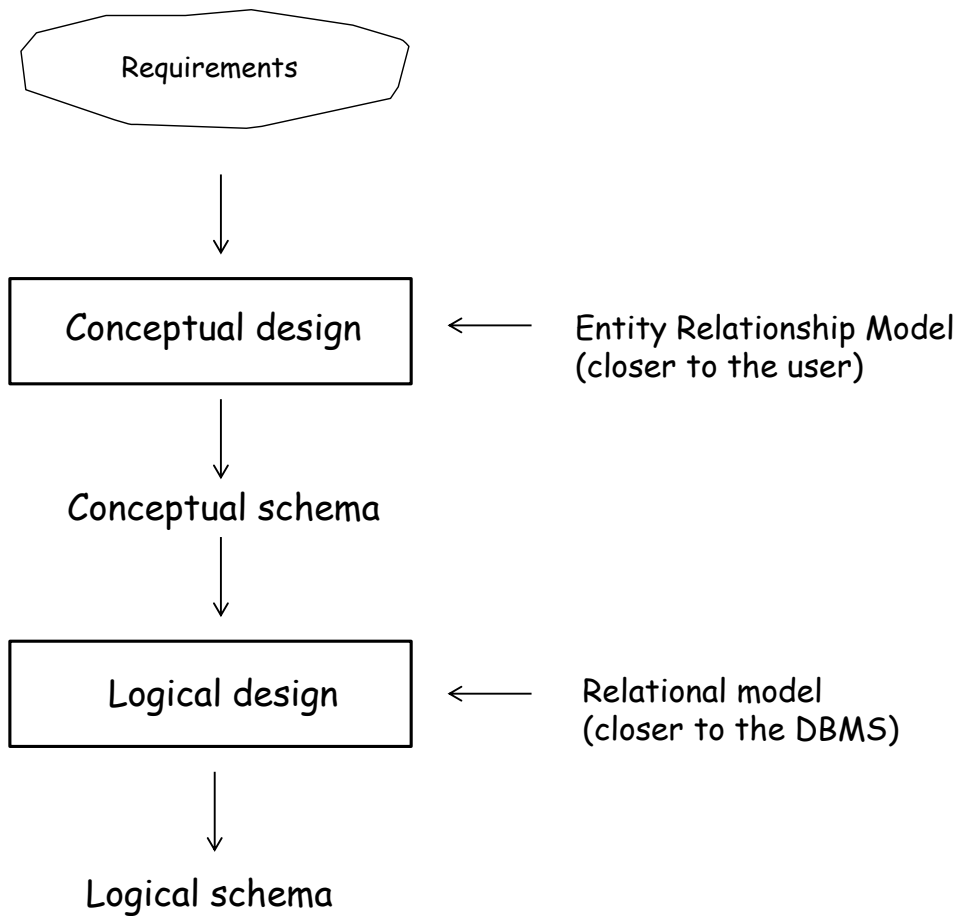 Requirements
Conceptual design
Entity Relationship Model
(closer to the user)
Conceptual schema
Logical design
Relational model
(closer to the DBMS)
Logical schema